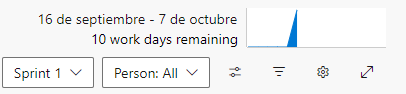 16 de septiembre - 7 de octubre
10 work days remaining
Sprint 1 Person: All